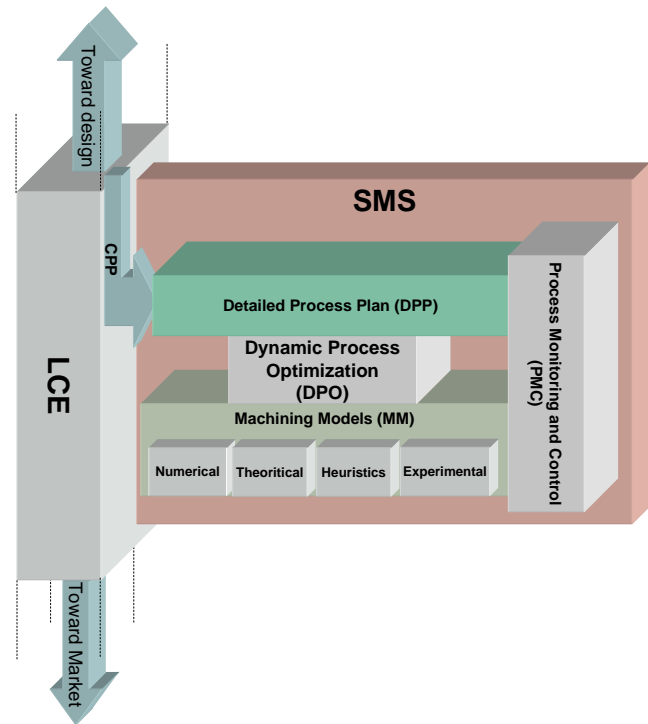 Toward design
SMS
CPP
LCE
Detailed Process Plan (DPP)
Dynamic Process
Optimization
(DPO)
Machining Models (MM)
Numerical
Theoritical
Heuristics
Experimental
Process Monitoring and Control
(PMC)
Toward Market